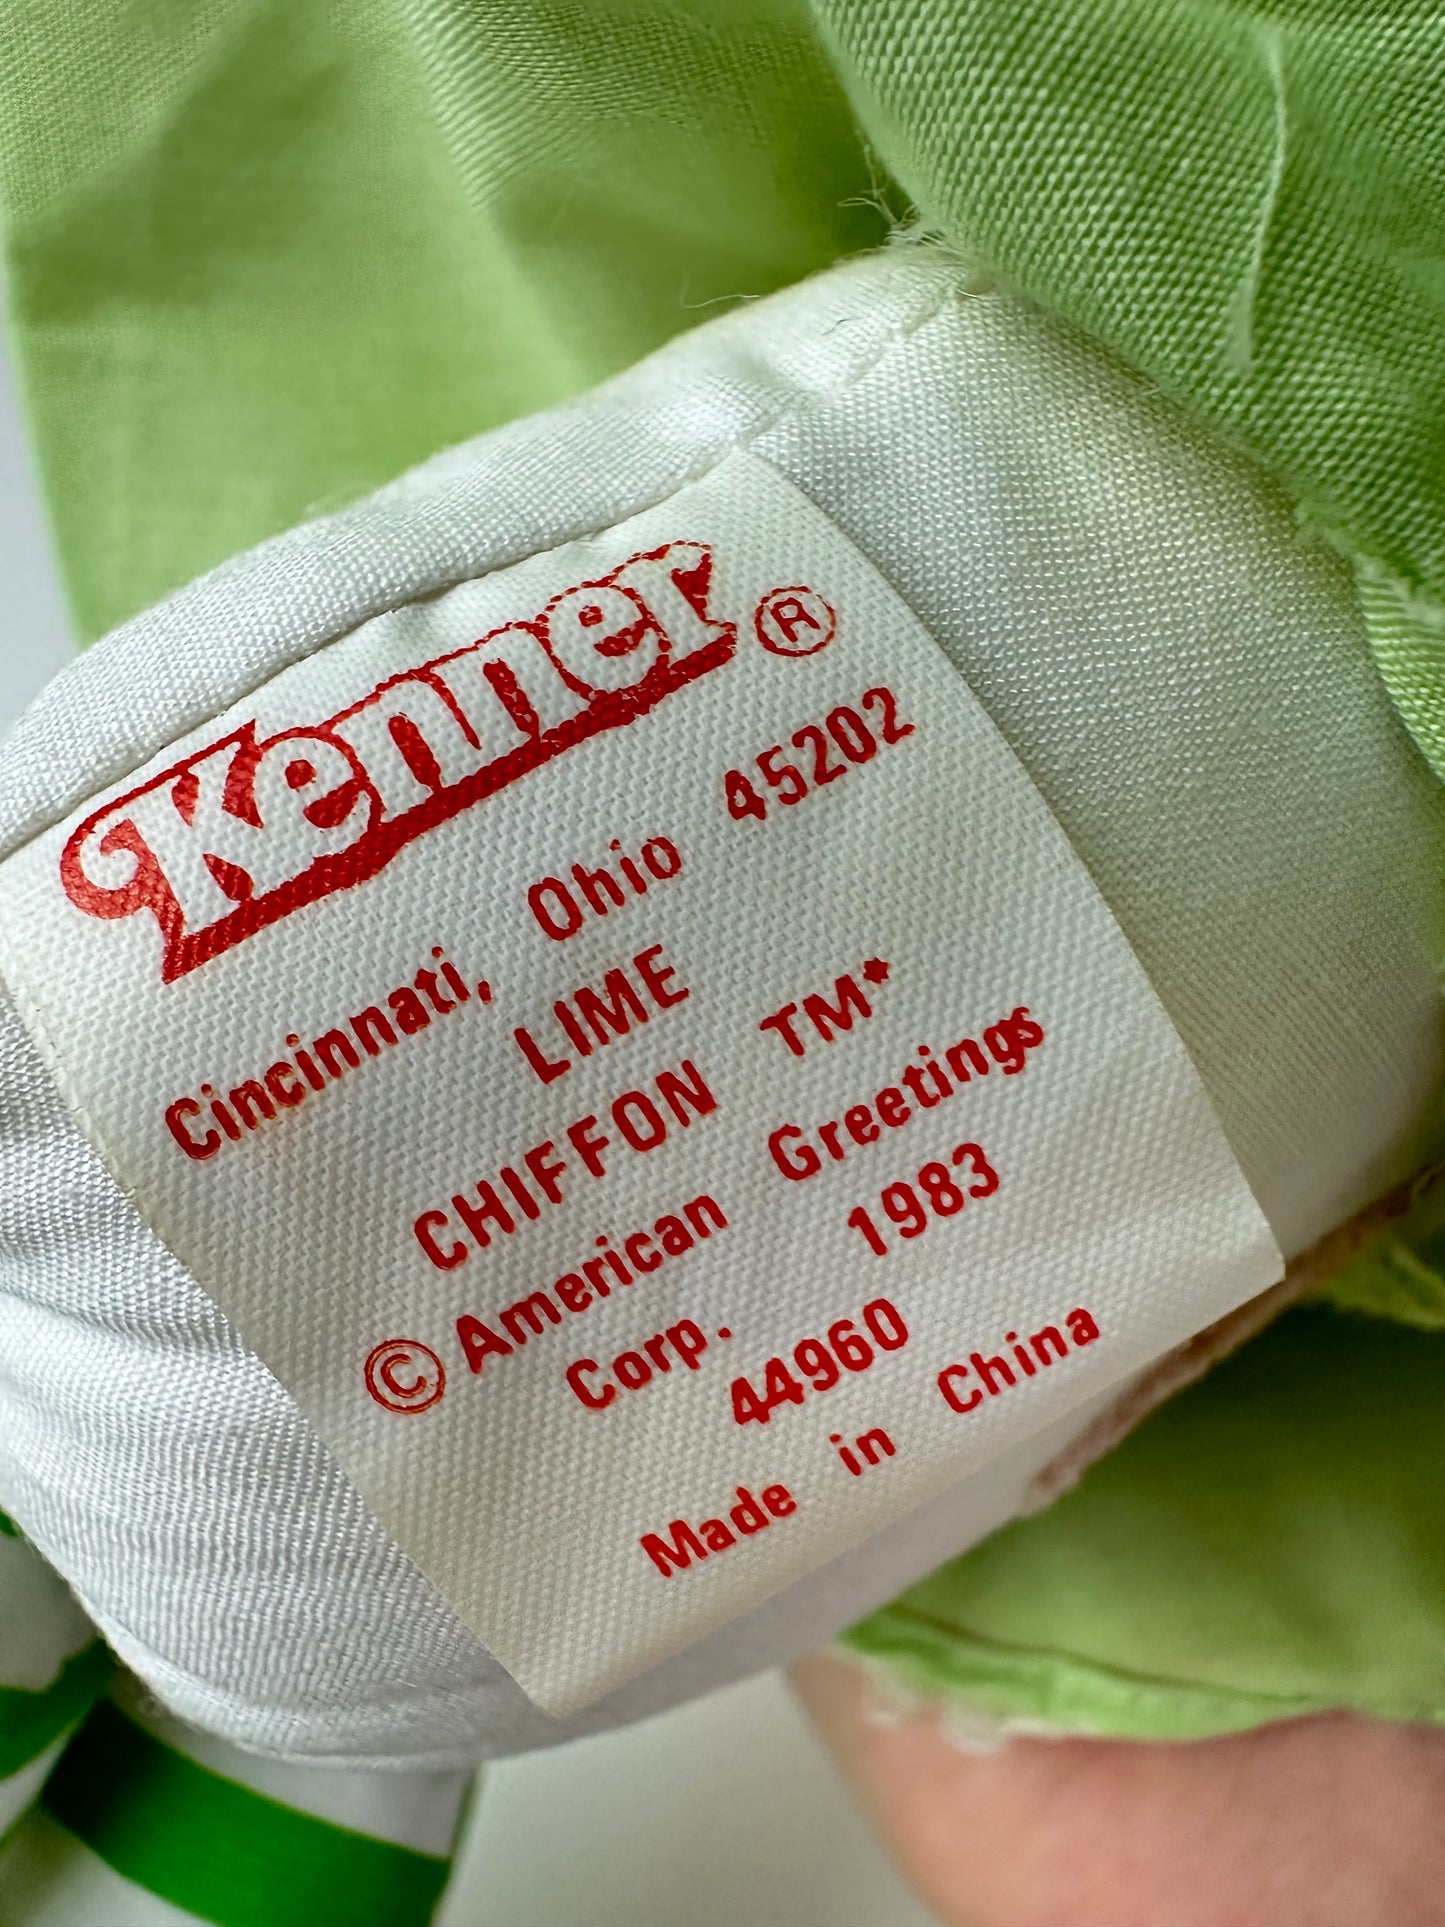 Kenner ®
Cincinnati, Ohio 45202
LIME
CHIFFON TM*
© American Greetings
Corp. 1983
44960
Made in China